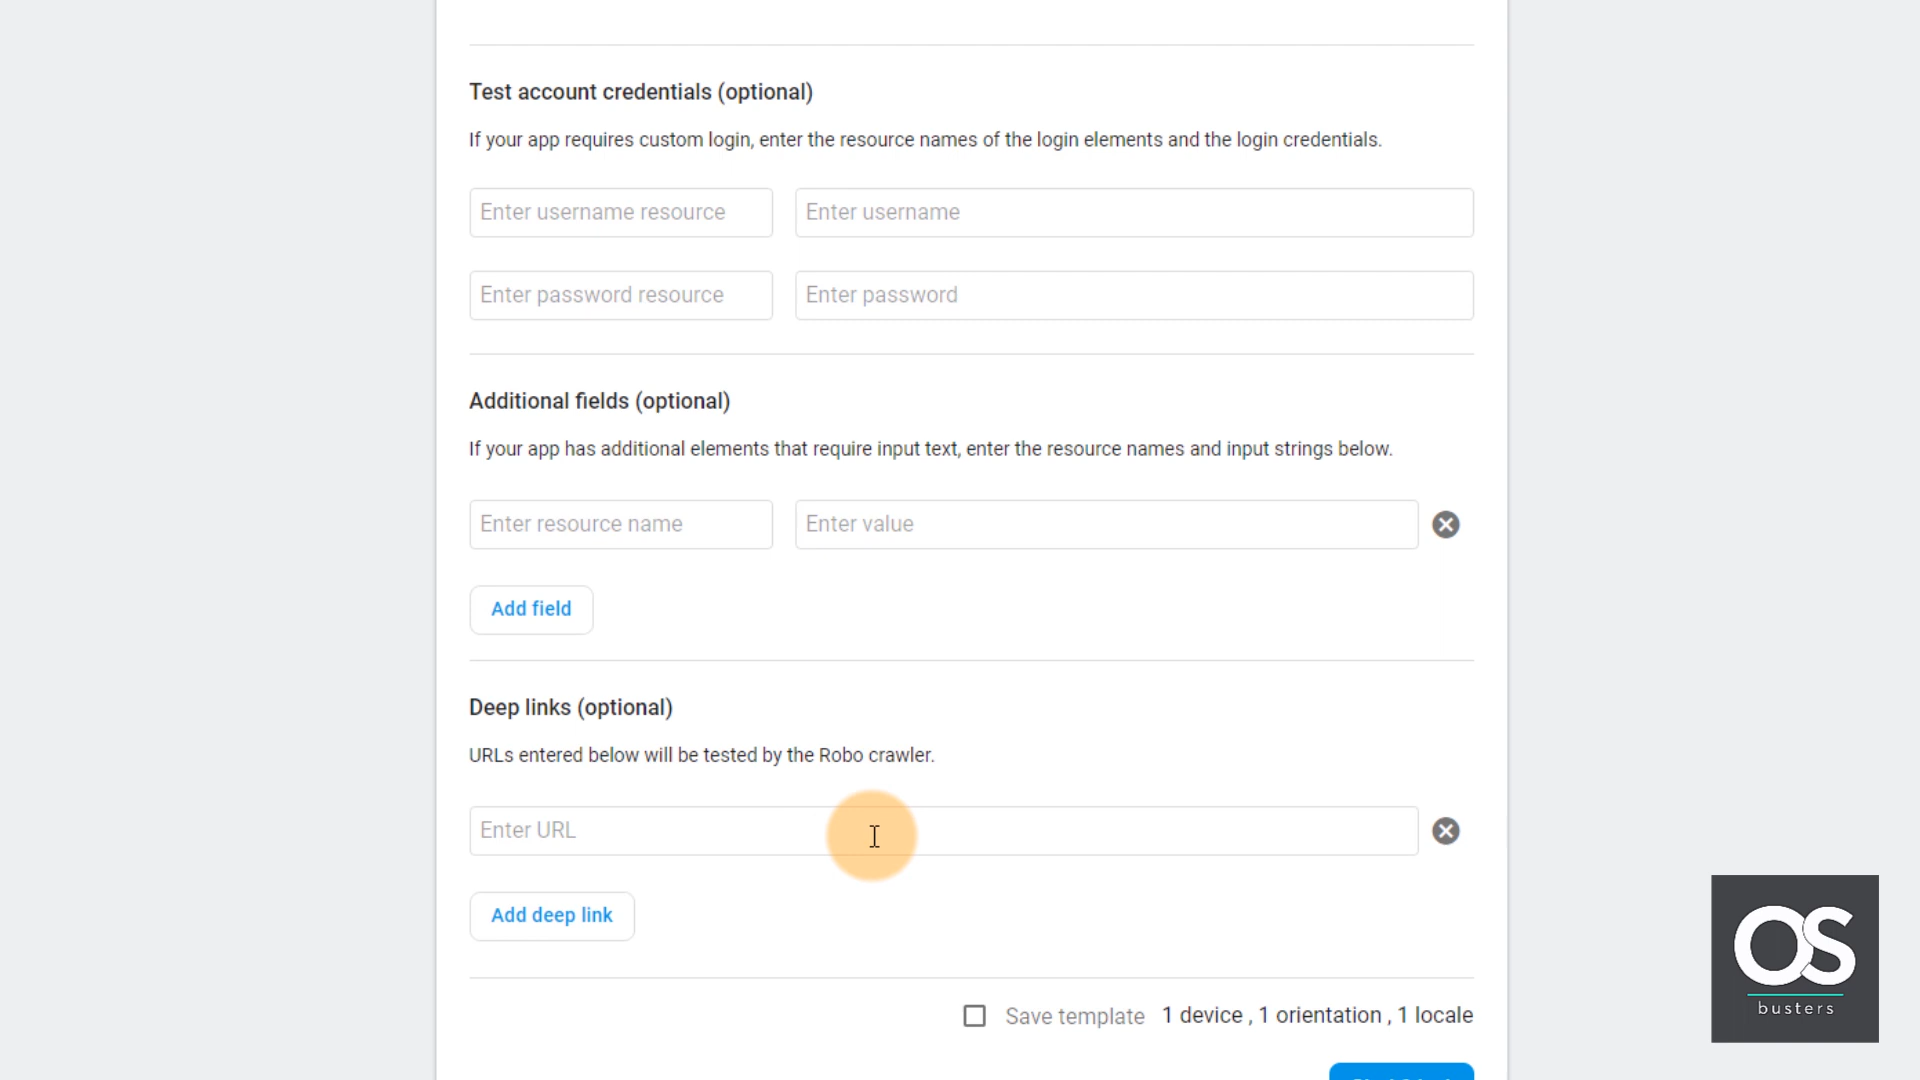 Test account credentials (optional)
If your app requires custom login, enter the resource names of the login elements and the login credentials.
Enter username resource
Enter username
Enter password resource
Enter password
Additional fields (optional)
If your app has additional elements that require input text, enter the resource names and input strings below.
Enter resource name
Enter value
Add field
Deep links (optional)
URLs entered below will be tested by the Robo crawler.
Enter URL
Add deep link
Save template
1 device , 1 orientation , 1 locale
OS
busters